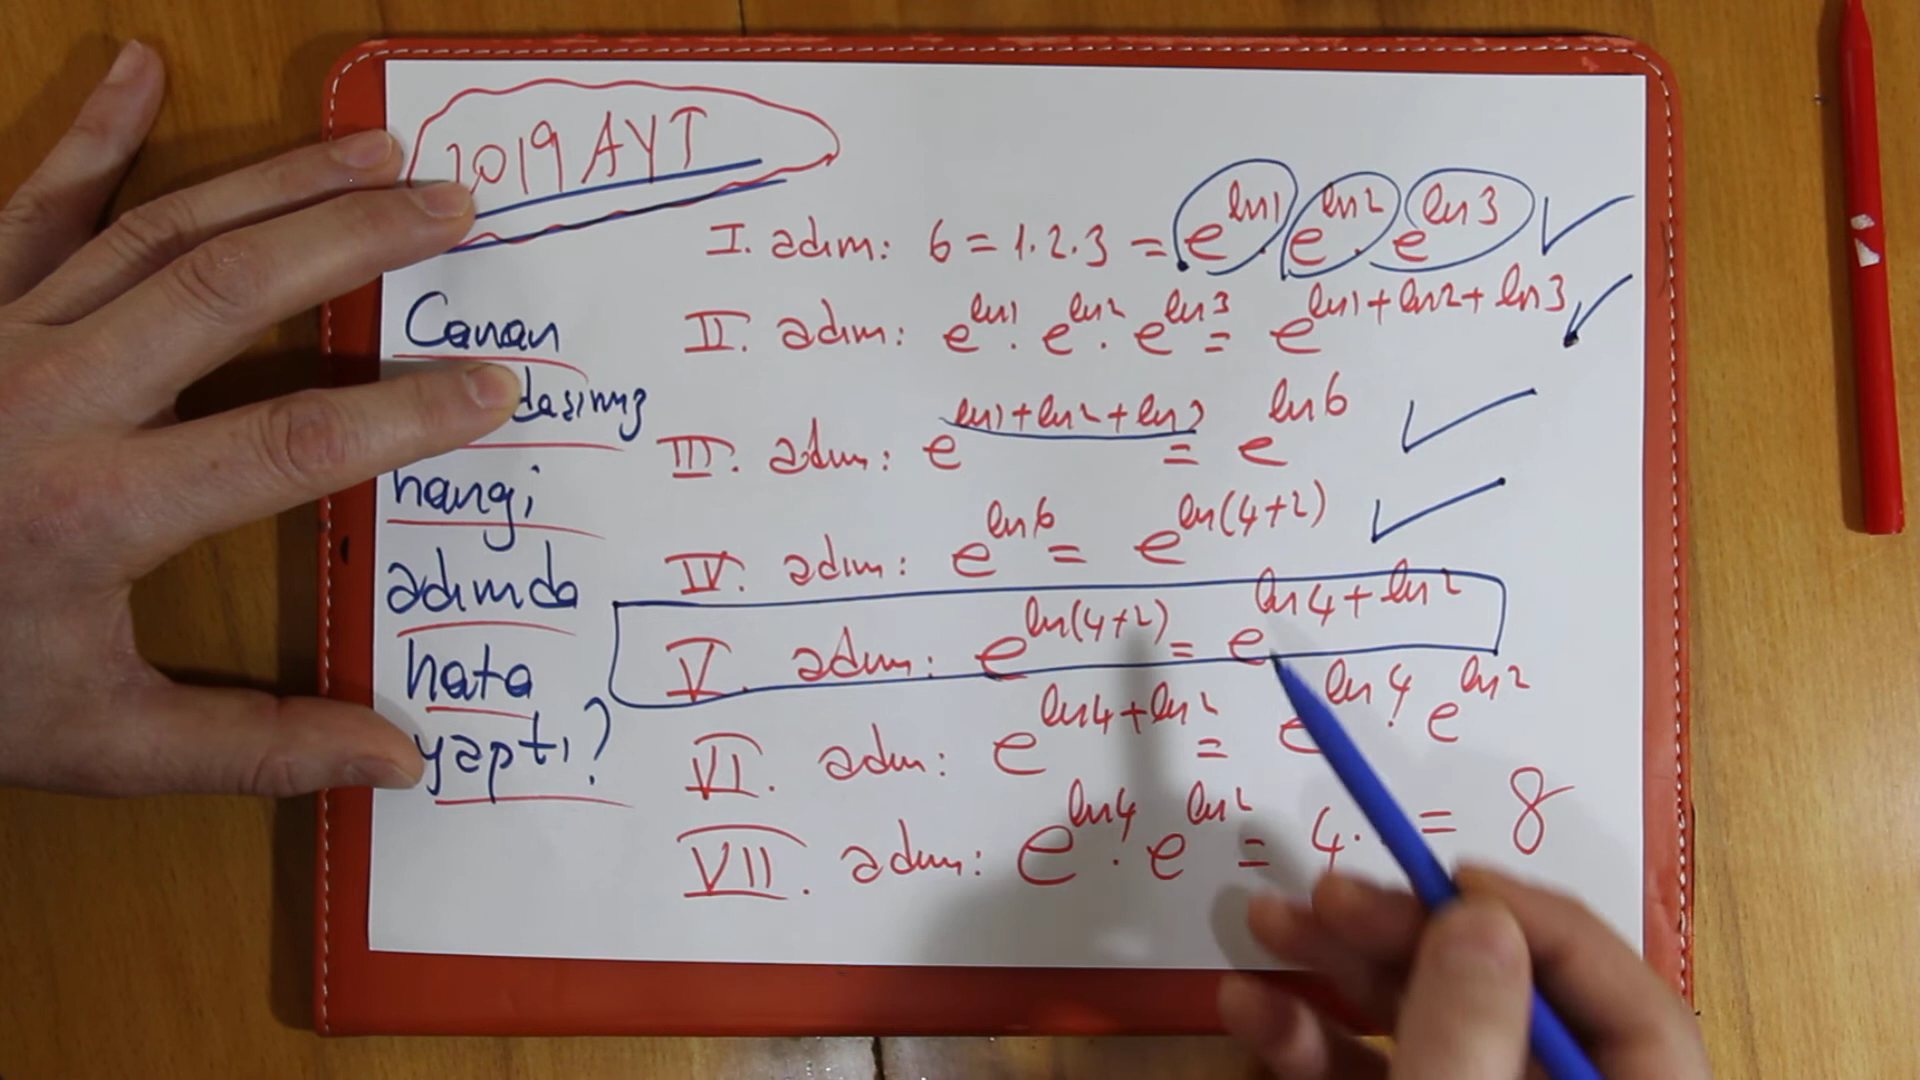 2019 AYT
Canan
hangi
adımda
hata
yaptı?
I. adım: 6 = 1.2.3 = e^ln1 . e^ln2 . e^ln3
II. adım: e^ln1 . e^ln2 . e^ln3 = e^ln1+ln2+ln3
III. adım: e^ln1+ln2+ln3 = e^ln6
IV. adım: e^ln6 = e^ln(4+2)
V. adım: e^ln(4+2) = e^ln4+ln2
VI. adım: e^ln4+ln2 = e^ln4 . e^ln2
VII. adım: e^ln4 . e^ln2 = 4. = 8